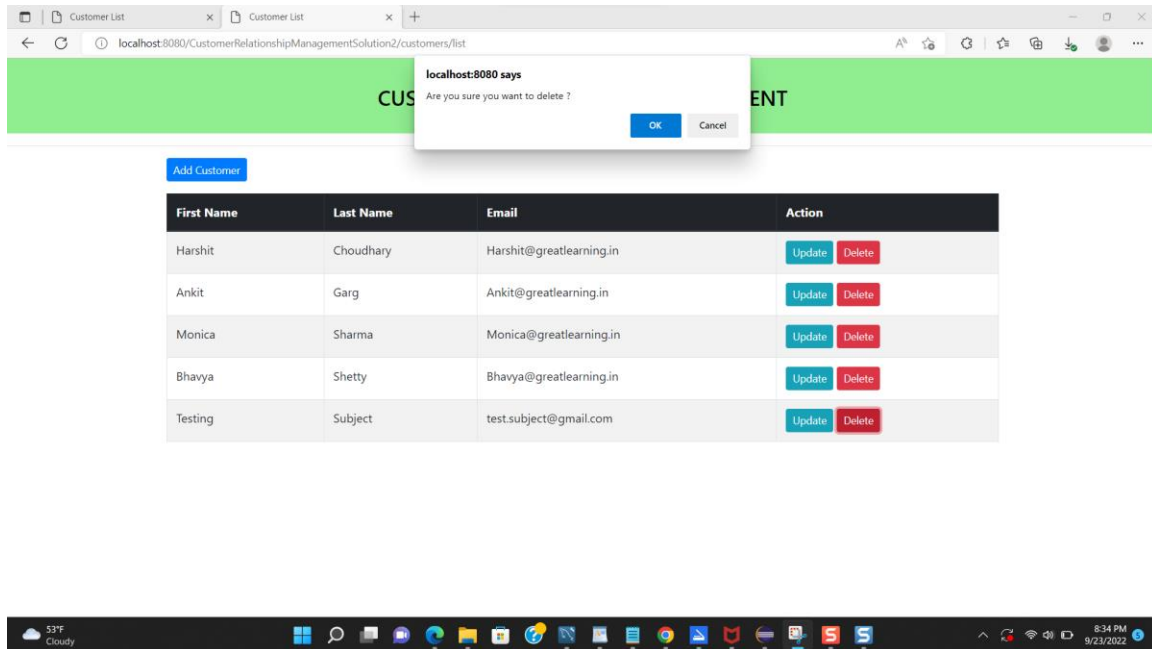 Customer List
Customer List
localhost:8080/CustomerRelationshipManagementSolution2/customers/list
localhost:8080 says
Are you sure you want to delete ?
OK Cancel
CUS ENT
Add Customer
First Name Last Name Email Action
Harshit Choudhary Harshit@greatlearning.in Update Delete
Ankit Garg Ankit@greatlearning.in Update Delete
Monica Sharma Monica@greatlearning.in Update Delete
Bhavya Shetty Bhavya@greatlearning.in Update Delete
Testing Subject test.subject@gmail.com Update Delete
53°F
Cloudy
8:34 PM
9/23/2022